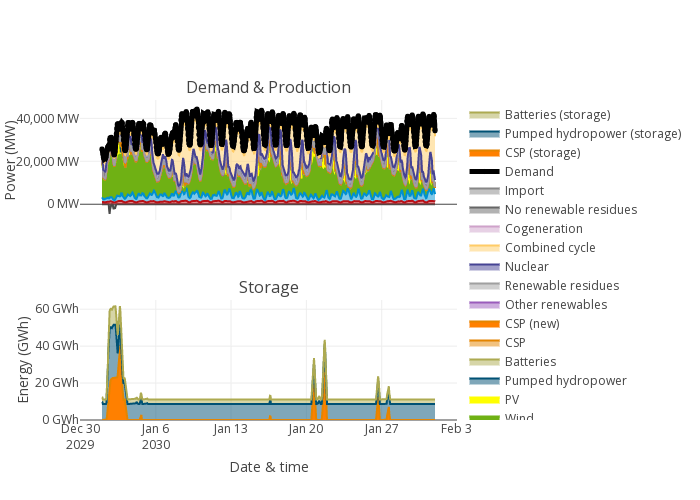 Demand & Production
40,000 MW
20,000 MW
0 MW
Power (MW)
Batteries (storage)
Pumped hydropower (storage)
CSP (storage)
Demand
Import
No renewable residues
Cogeneration
Combined cycle
Nuclear
Renewable residues
Other renewables
CSP (new)
CSP
Batteries
Pumped hydropower
PV
Wind
Storage
60 GWh
40 GWh
20 GWh
0 GWh
Energy (GWh)
Dec 30 Jan 6 Jan 13 Jan 20 Jan 27 Feb 3
2029 2030
Date & time